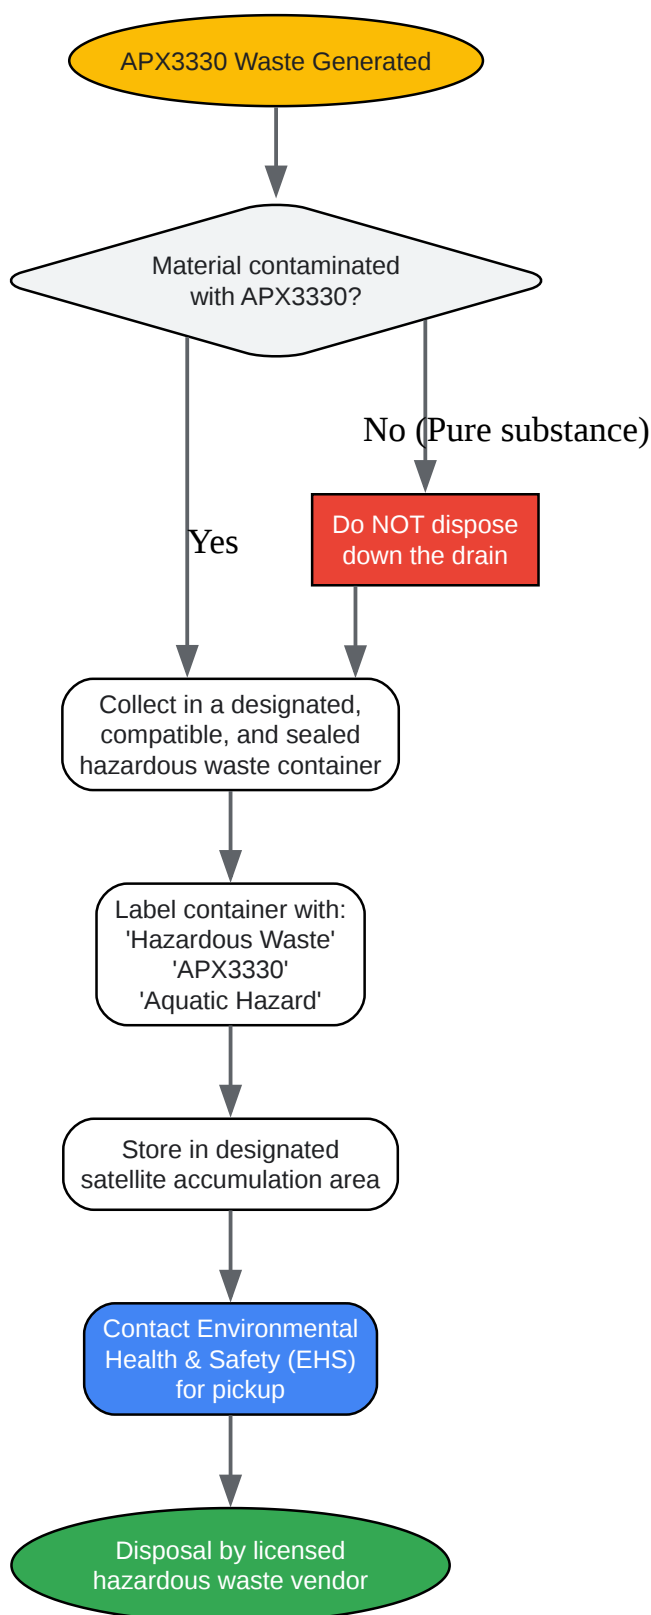 APX3330 Waste Generated
Material contaminated
with APX3330?
No (Pure substance)
Do NOT dispose
down the drain
Yes
Collect in a designated,
compatible, and sealed
hazardous waste container
Label container with:
'Hazardous Waste'
'APX3330'
'Aquatic Hazard'
Store in designated
satellite accumulation area
Contact Environmental
Health & Safety (EHS)
for pickup
Disposal by licensed
hazardous waste vendor